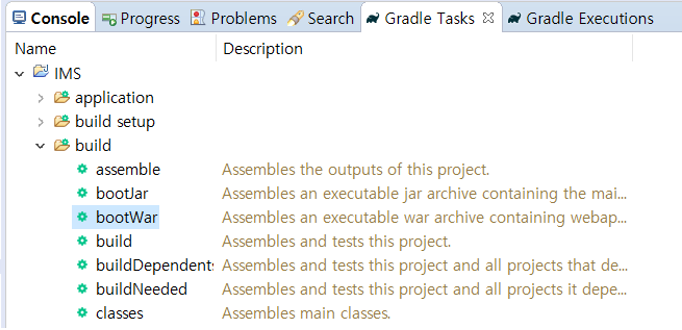 Console Progress Problems Search Gradle Tasks Gradle Executions
Name Description
IMS
application
build setup
build
assemble Assembles the outputs of this project.
bootJar Assembles an executable jar archive containing the mai...
bootWar Assembles an executable war archive containing webap...
build Assembles and tests this project.
buildDependents Assembles and tests this project and all projects that de...
buildNeeded Assembles and tests this project and all projects it depe...
classes Assembles main classes.